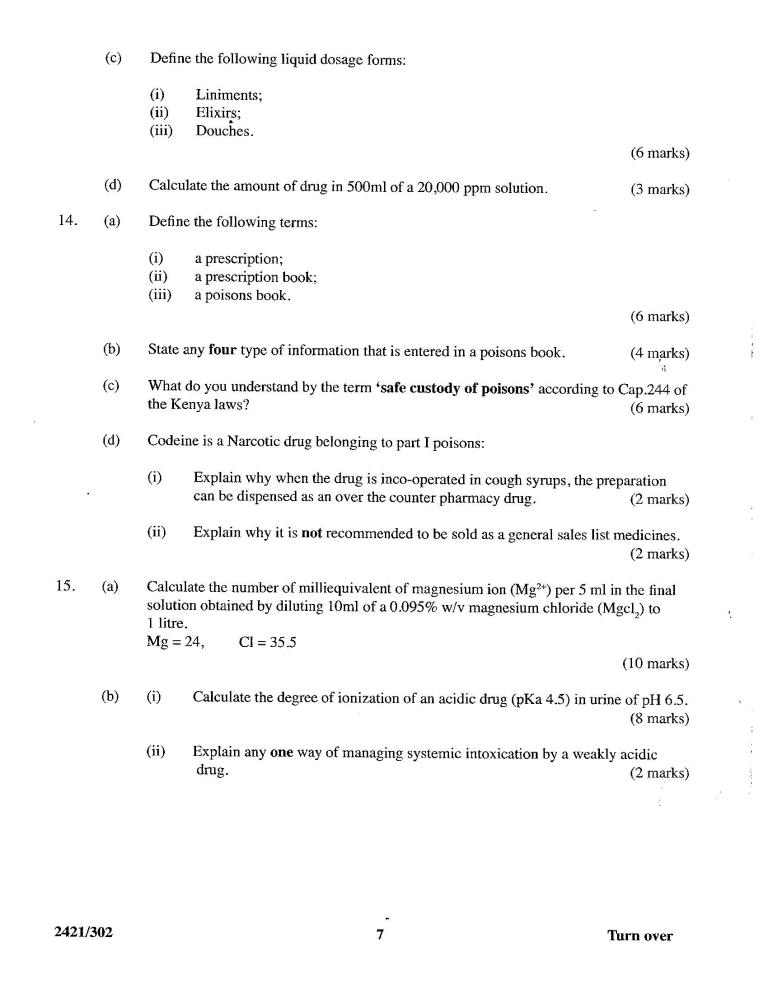 (c) Define the following liquid dosage forms:
(i) Liniments;
(ii) Elixirs;
(iii) Douches.
(6 marks)
(d) Calculate the amount of drug in 500ml of a 20,000 ppm solution. (3 marks)
14. (a) Define the following terms:
(i) a prescription;
(ii) a prescription book;
(iii) a poisons book.
(6 marks)
(b) State any four type of information that is entered in a poisons book. (4 marks)
(c) What do you understand by the term ‘safe custody of poisons’ according to Cap.244 of
the Kenya laws? (6 marks)
(d) Codeine is a Narcotic drug belonging to part I poisons:
(i) Explain why when the drug is inco-operated in cough syrups, the preparation
can be dispensed as an over the counter pharmacy drug. (2 marks)
(ii) Explain why it is not recommended to be sold as a general sales list medicines.
(2 marks)
15. (a) Calculate the number of milliequivalent of magnesium ion (Mg²⁺) per 5 ml in the final
solution obtained by diluting 10ml of a 0.095% w/v magnesium chloride (Mgcl₂) to
1 litre.
Mg = 24, Cl = 35.5
(10 marks)
(b) (i) Calculate the degree of ionization of an acidic drug (pKa 4.5) in urine of pH 6.5.
(8 marks)
(ii) Explain any one way of managing systemic intoxication by a weakly acidic
drug. (2 marks)
2421/302 7 Turn over